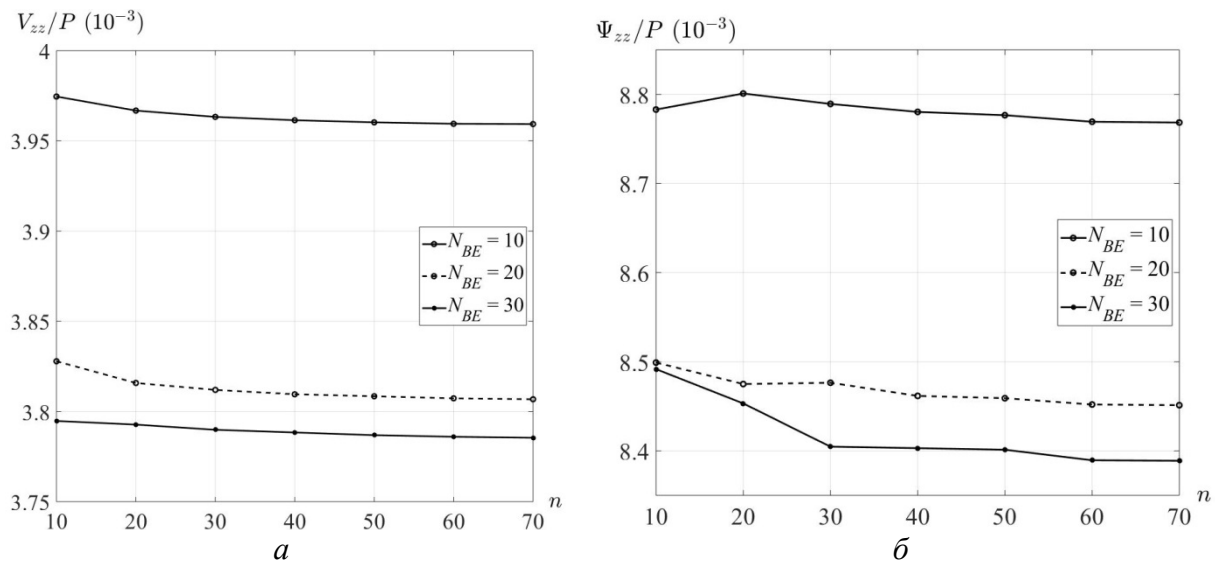 V_zz/P (10^−3)
4
3.95
3.9
3.85
3.8
3.75
10 20 30 40 50 60 70
n
N_BE = 10
N_BE = 20
N_BE = 30
а
Ψ_zz/P (10^−3)
8.8
8.7
8.6
8.5
8.4
10 20 30 40 50 60 70
n
N_BE = 10
N_BE = 20
N_BE = 30
б